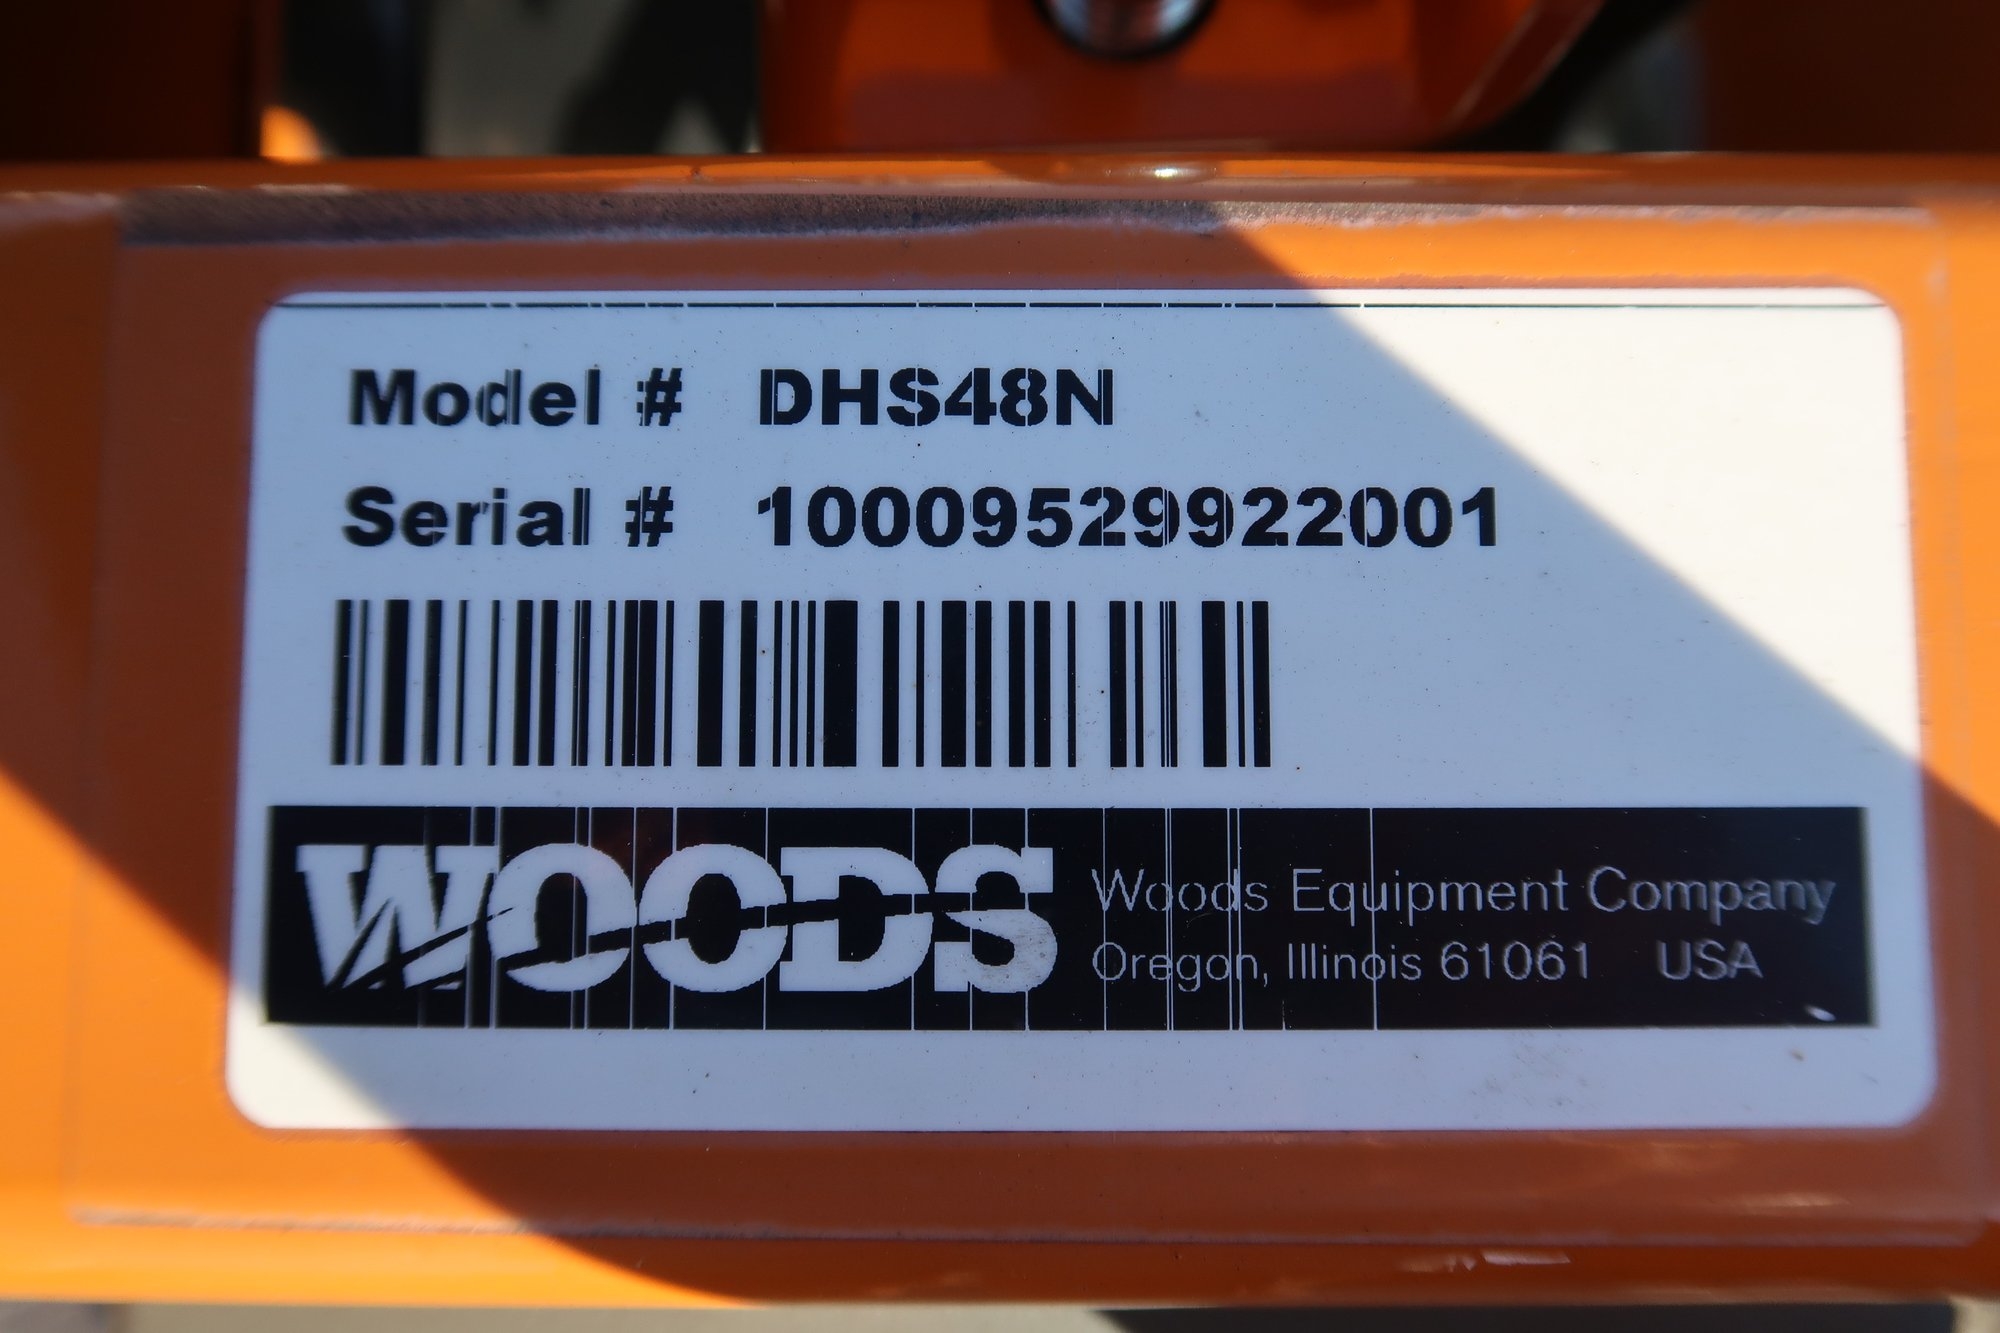 Model # DHS48N
Serial # 10009529922001
WOODS
Woods Equipment Company
Oregon, Illinois 61061 USA